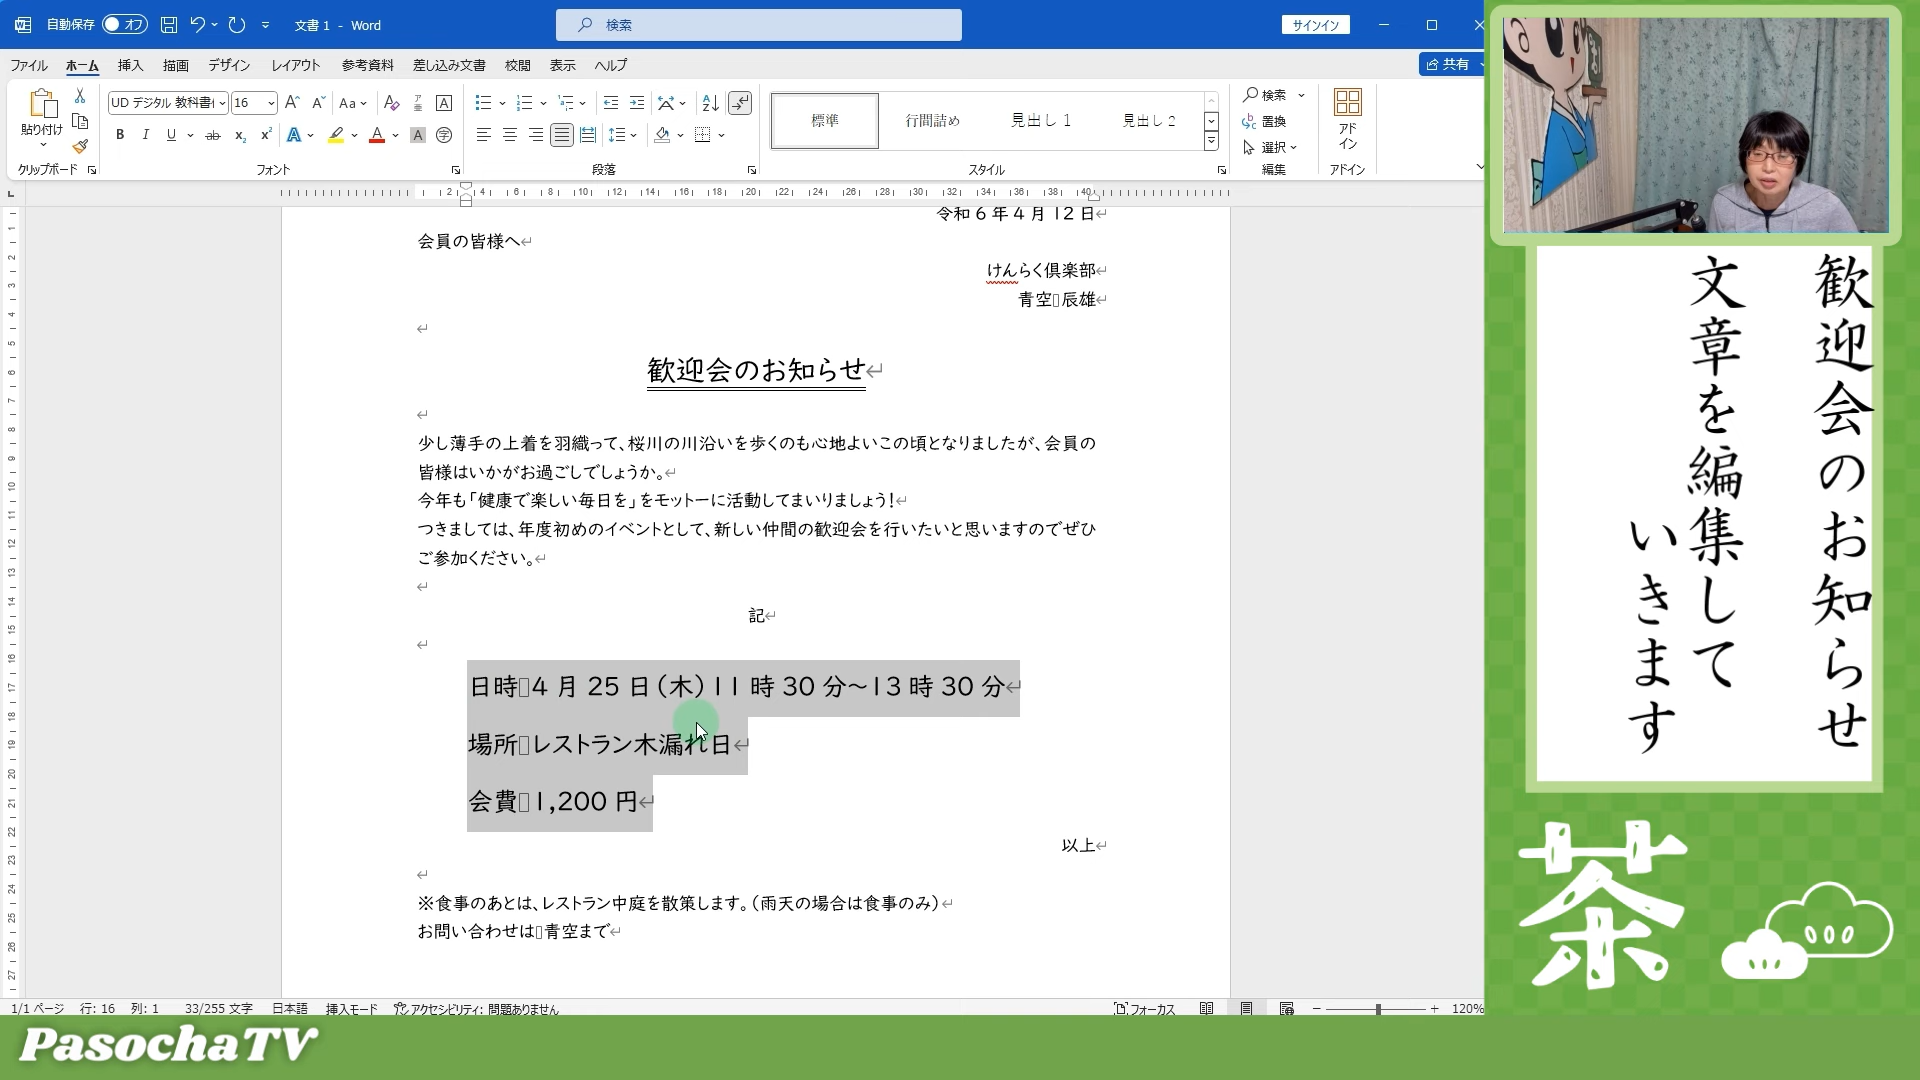 自動保存 オフ 文書 1 - Word 検索 サインイン
ファイル ホーム 挿入 描画 デザイン レイアウト 参考資料 差し込み文書 校閲 表示 ヘルプ 共有
貼り付け UD デジタル 教科書 16 標準 行間詰め 見出し 1 見出し 2 検索 置換 選択 アドイン
クリップボード フォント 段落 スタイル 編集 アドイン
令和 6 年 4 月 12 日
会員の皆様へ
けんらく俱楽部
青空 辰雄
歓迎会のお知らせ
少し薄手の上着を羽織って、桜川の川沿いを歩くのも心地よいこの頃となりましたが、会員の
皆様はいかがお過ごしでしょうか。
今年も「健康で楽しい毎日を」をモットーに活動してまいりましょう!
つきましては、年度初めのイベントとして、新しい仲間の歓迎会を行いたいと思いますのでぜひ
ご参加ください。
記
日時 4 月 25 日(木)11 時 30 分～13 時 30 分
場所 レストラン木漏れ日
会費 1,200 円
以上
※食事のあとは、レストラン中庭を散策します。(雨天の場合は食事のみ)
お問い合わせは 青空まで
1/1 ページ 行: 16 列: 1 33/255 文字 日本語 挿入モード アクセシビリティ: 問題ありません フォーカス 120%
歓迎会のお知らせ
文章を編集して
いきます
茶
PasochaTV